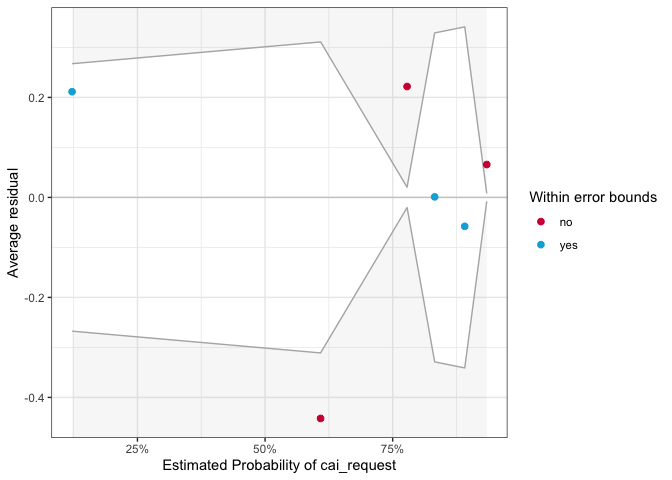 0.2
0.0
-0.2
-0.4
Average residual
25%
50%
75%
Estimated Probability of cai_request
Within error bounds
no
yes